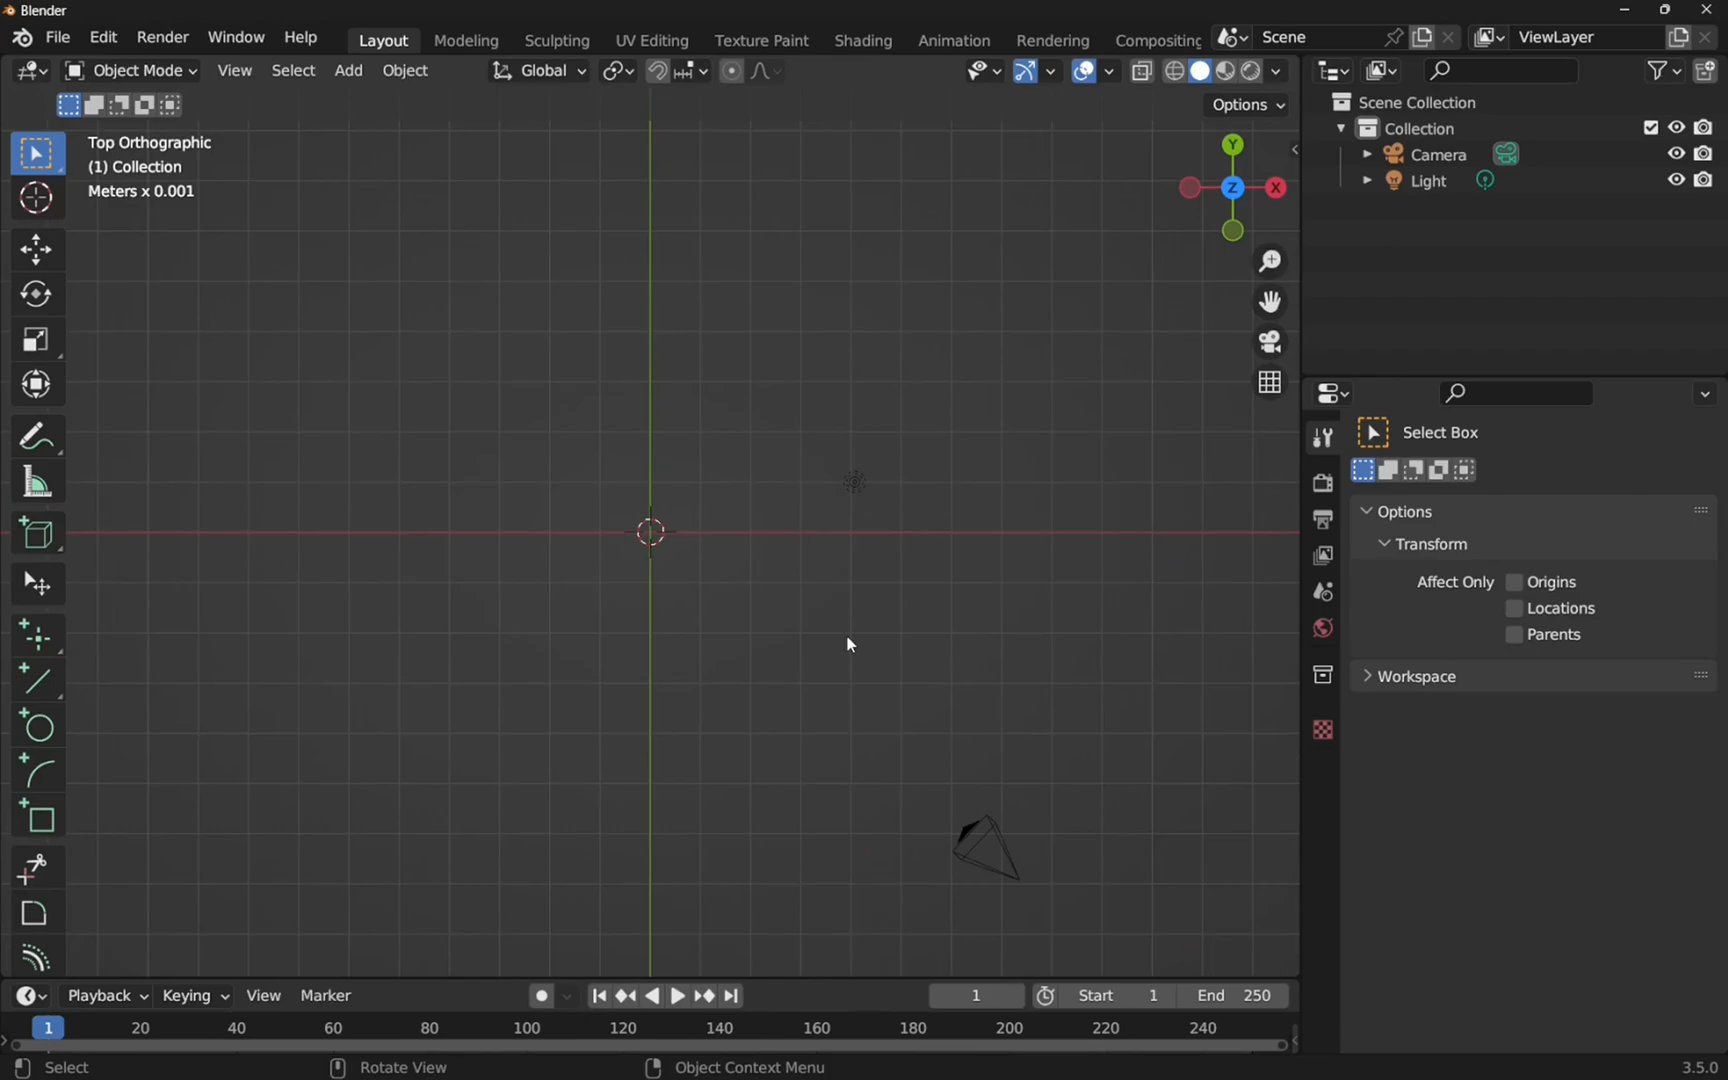 Blender
File Edit Render Window Help Layout Modeling Sculpting UV Editing Texture Paint Shading Animation Rendering Compositing Scene ViewLayer
Object Mode View Select Add Object Global
Options
Top Orthographic
(1) Collection
Meters x 0.001
Y
Z X
Scene Collection
Collection
Camera
Light
Select Box
Options
Transform
Affect Only Origins
Locations
Parents
Workspace
Playback Keying View Marker 1 Start 1 End 250
1 20 40 60 80 100 120 140 160 180 200 220 240
Select Rotate View Object Context Menu 3.5.0